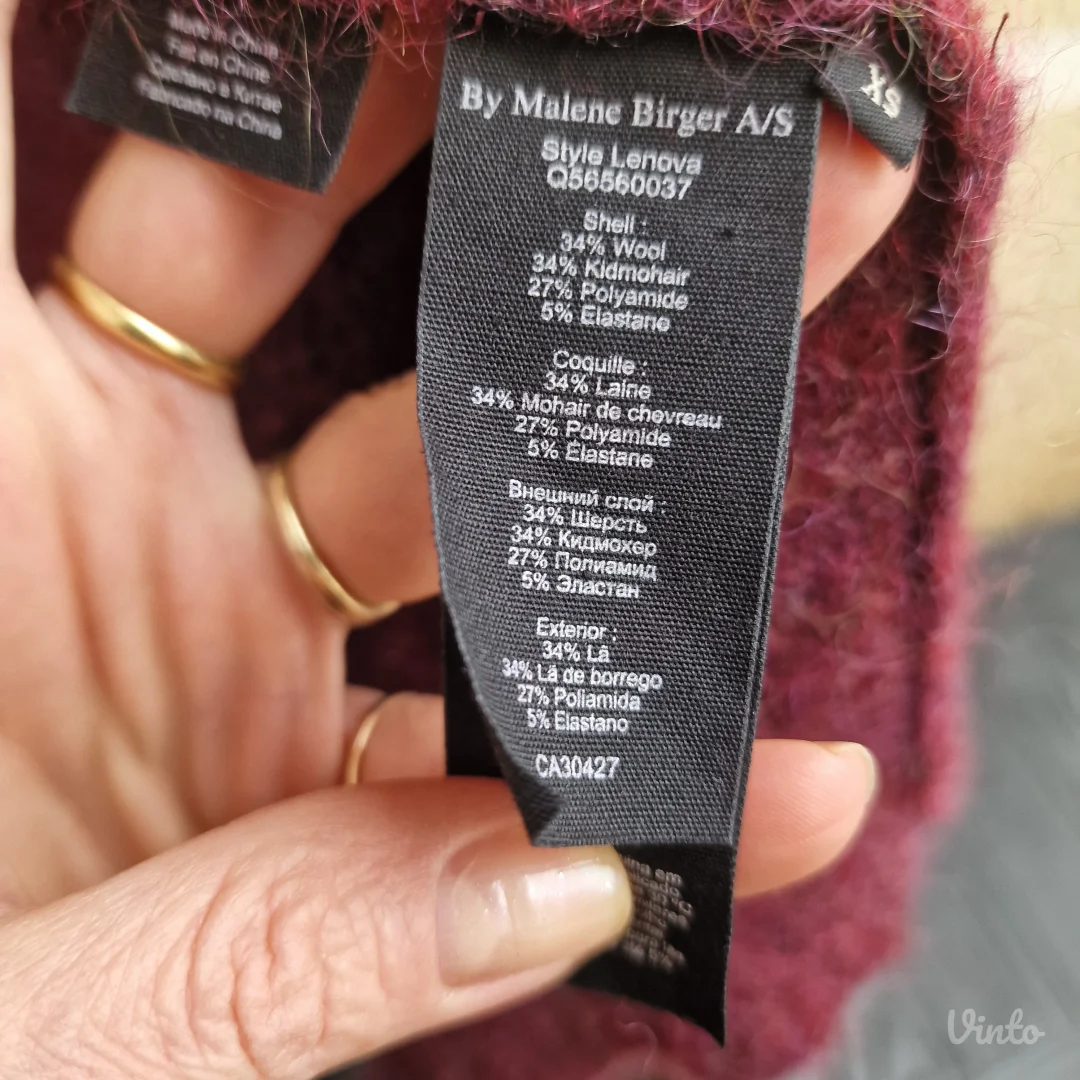 Made in China
Fait en Chine
Сделано в Китае
Fabricado na China
XS
By Malene Birger A/S
Style Lenova
Q56560037
Shell :
34% Wool
34% Kidmohair
27% Polyamide
5% Elastane
Coquille :
34% Laine
34% Mohair de chevreau
27% Polyamide
5% Elastane
Внешний слой :
34% Шерсть
34% Кидмохер
27% Полиамид
5% Эластан
Exterior :
34% Lã
34% Lã de borrego
27% Poliamida
5% Elastano
CA30427
em
Vinto